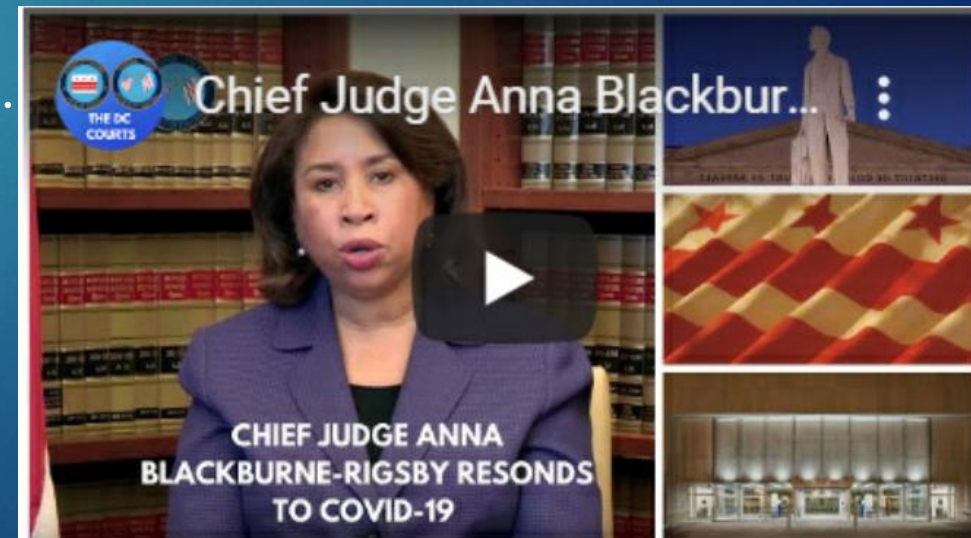 THE DC
COURTS
Chief Judge Anna Blackbur...
CHIEF JUDGE ANNA
BLACKBURNE-RIGSBY RESONDS
TO COVID-19